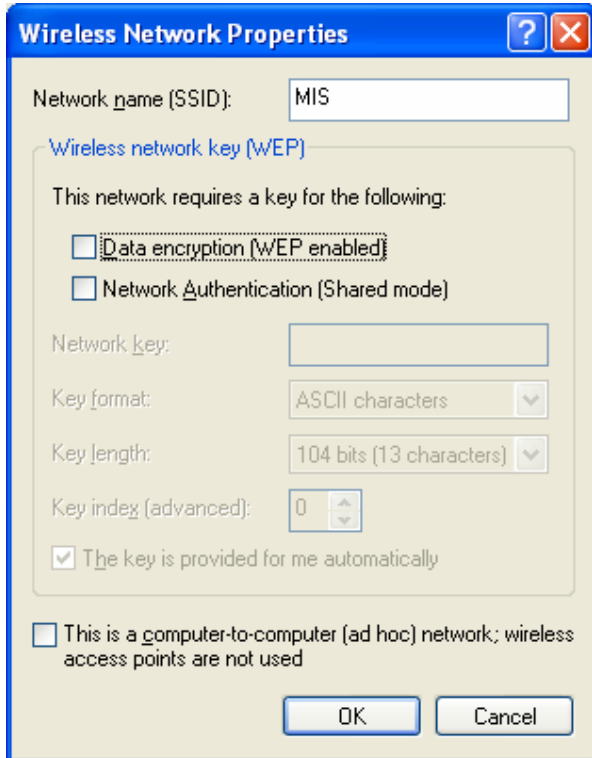 Wireless Network Properties
Network name (SSID): MIS
Wireless network key (WEP)
This network requires a key for the following:
Data encryption (WEP enabled)
Network Authentication (Shared mode)
Network key:
Key format: ASCII characters
Key length: 104 bits (13 characters)
Key index (advanced): 0
The key is provided for me automatically
This is a computer-to-computer (ad hoc) network; wireless
access points are not used
OK Cancel